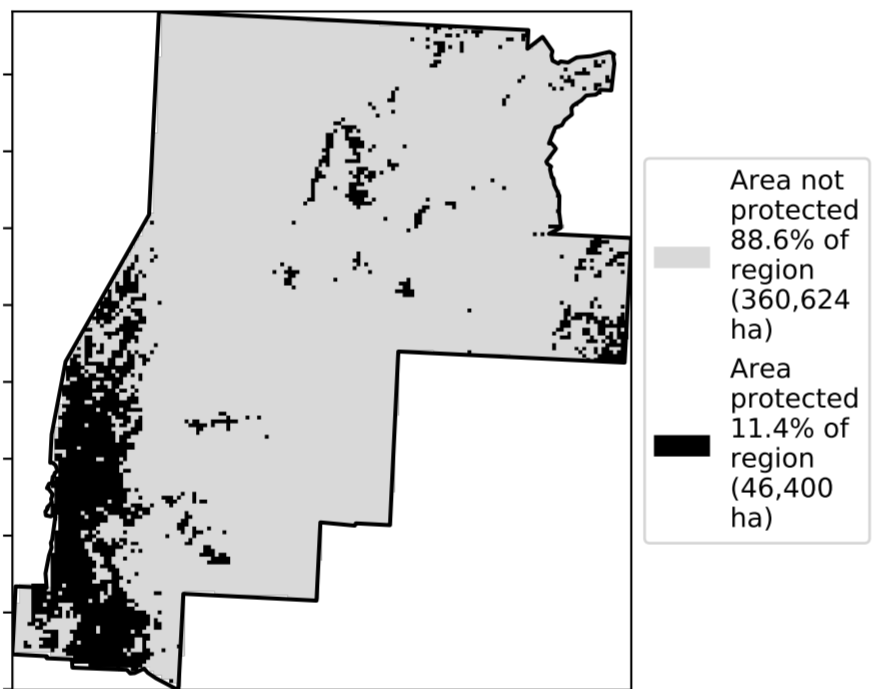 Area not
protected
88.6% of
region
(360,624
ha)
Area
protected
11.4% of
region
(46,400
ha)